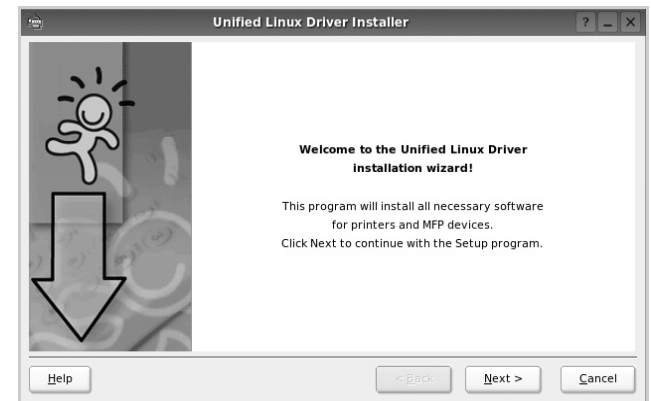 Unified Linux Driver Installer
Welcome to the Unified Linux Driver
installation wizard!
This program will install all necessary software
for printers and MFP devices.
Click Next to continue with the Setup program.
Help
< Back
Next >
Cancel